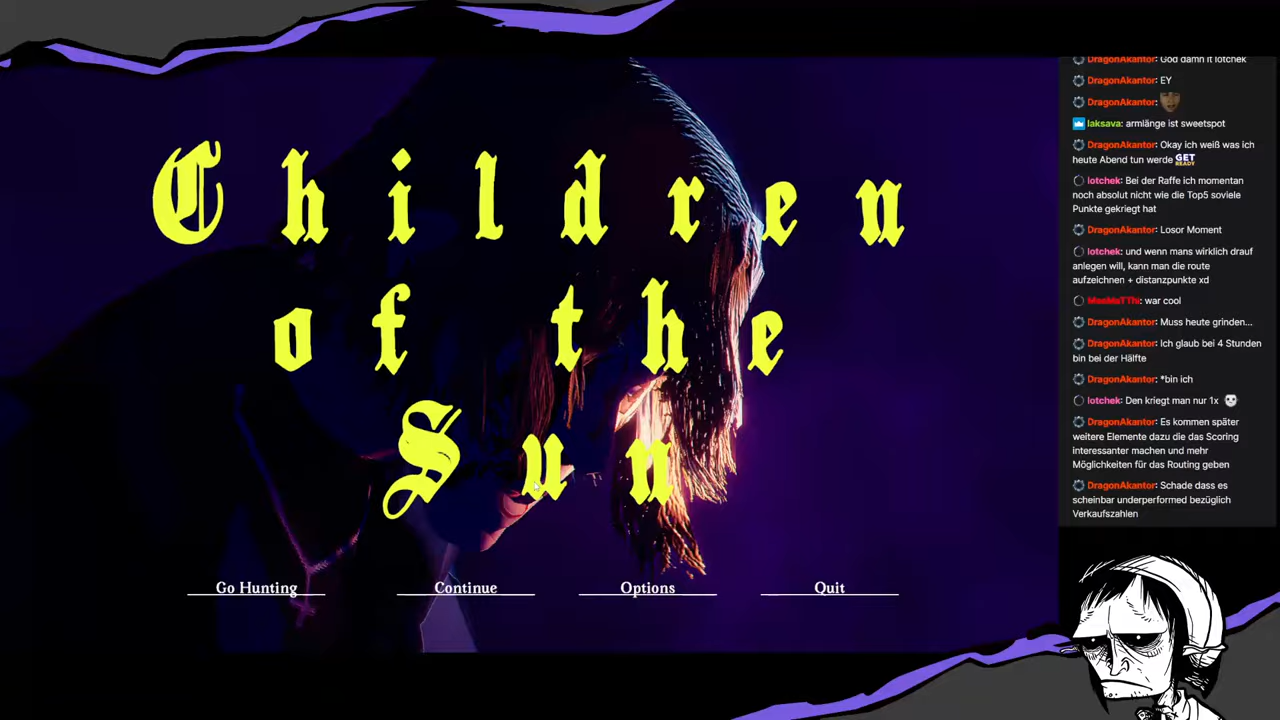 Children
of the
Sun
Go Hunting
Continue
Options
Quit
DragonAkantor: God damn it lotchek
DragonAkantor: EY
DragonAkantor:
laksava: armlänge ist sweetspot
DragonAkantor: Okay ich weiß was ich
heute Abend tun werde GET READY
lotchek: Bei der Raffe ich momentan
noch absolut nicht wie die Top5 soviele
Punkte gekriegt hat
DragonAkantor: Losor Moment
lotchek: und wenn mans wirklich drauf
anlegen will, kann man die route
aufzeichnen + distanzpunkte xd
: war cool
DragonAkantor: Muss heute grinden...
DragonAkantor: Ich glaub bei 4 Stunden
bin bei der Hälfte
DragonAkantor: *bin ich
lotchek: Den kriegt man nur 1x
DragonAkantor: Es kommen später
weitere Elemente dazu die das Scoring
interessanter machen und mehr
Möglichkeiten für das Routing geben
DragonAkantor: Schade dass es
scheinbar underperformed bezüglich
Verkaufszahlen